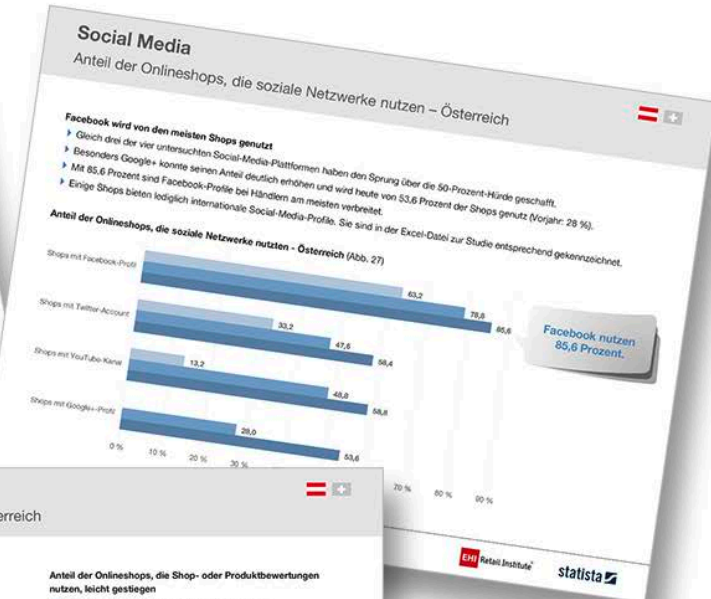 Social Media
Anteil der Onlineshops, die soziale Netzwerke nutzen – Österreich
Facebook wird von den meisten Shops genutzt
Gleich drei der vier untersuchten Social-Media-Plattformen haben den Sprung über die 50-Prozent-Hürde geschafft.
Besonders Google+ konnte seinen Anteil deutlich erhöhen und wird heute von 53,6 Prozent der Shops genutz (Vorjahr: 28 %).
Mit 85,6 Prozent sind Facebook-Profile bei Händlern am meisten verbreitet.
Einige Shops bieten lediglich internationale Social-Media-Profile. Sie sind in der Excel-Datei zur Studie entsprechend gekennzeichnet.
Anteil der Onlineshops, die soziale Netzwerke nutzten - Österreich (Abb. 27)
Shops mit Facebook-Profil
63,2
78,8
85,6
Facebook nutzen
85,6 Prozent.
Shops mit Twitter-Account
33,2
47,6
58,4
Shops mit YouTube-Kanal
13,2
48,8
58,8
Shops mit Google+-Profil
28,0
53,6
0 %
10 %
20 %
30 %
70 %
80 %
90 %
EHI Retail Institute
statista
erreich
Anteil der Onlineshops, die Shop- oder Produktbewertungen
nutzen, leicht gestiegen